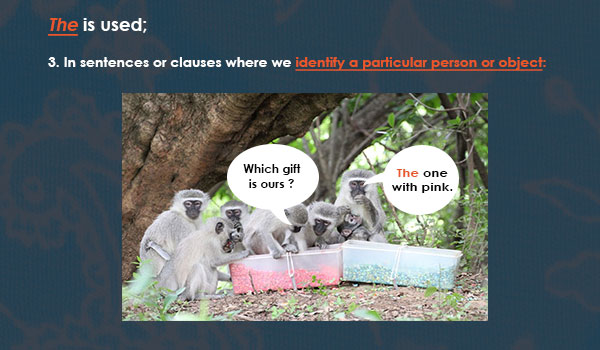 The is used;
3. In sentences or clauses where we identify a particular person or object:
Which gift
is ours ?
The one
with pink.